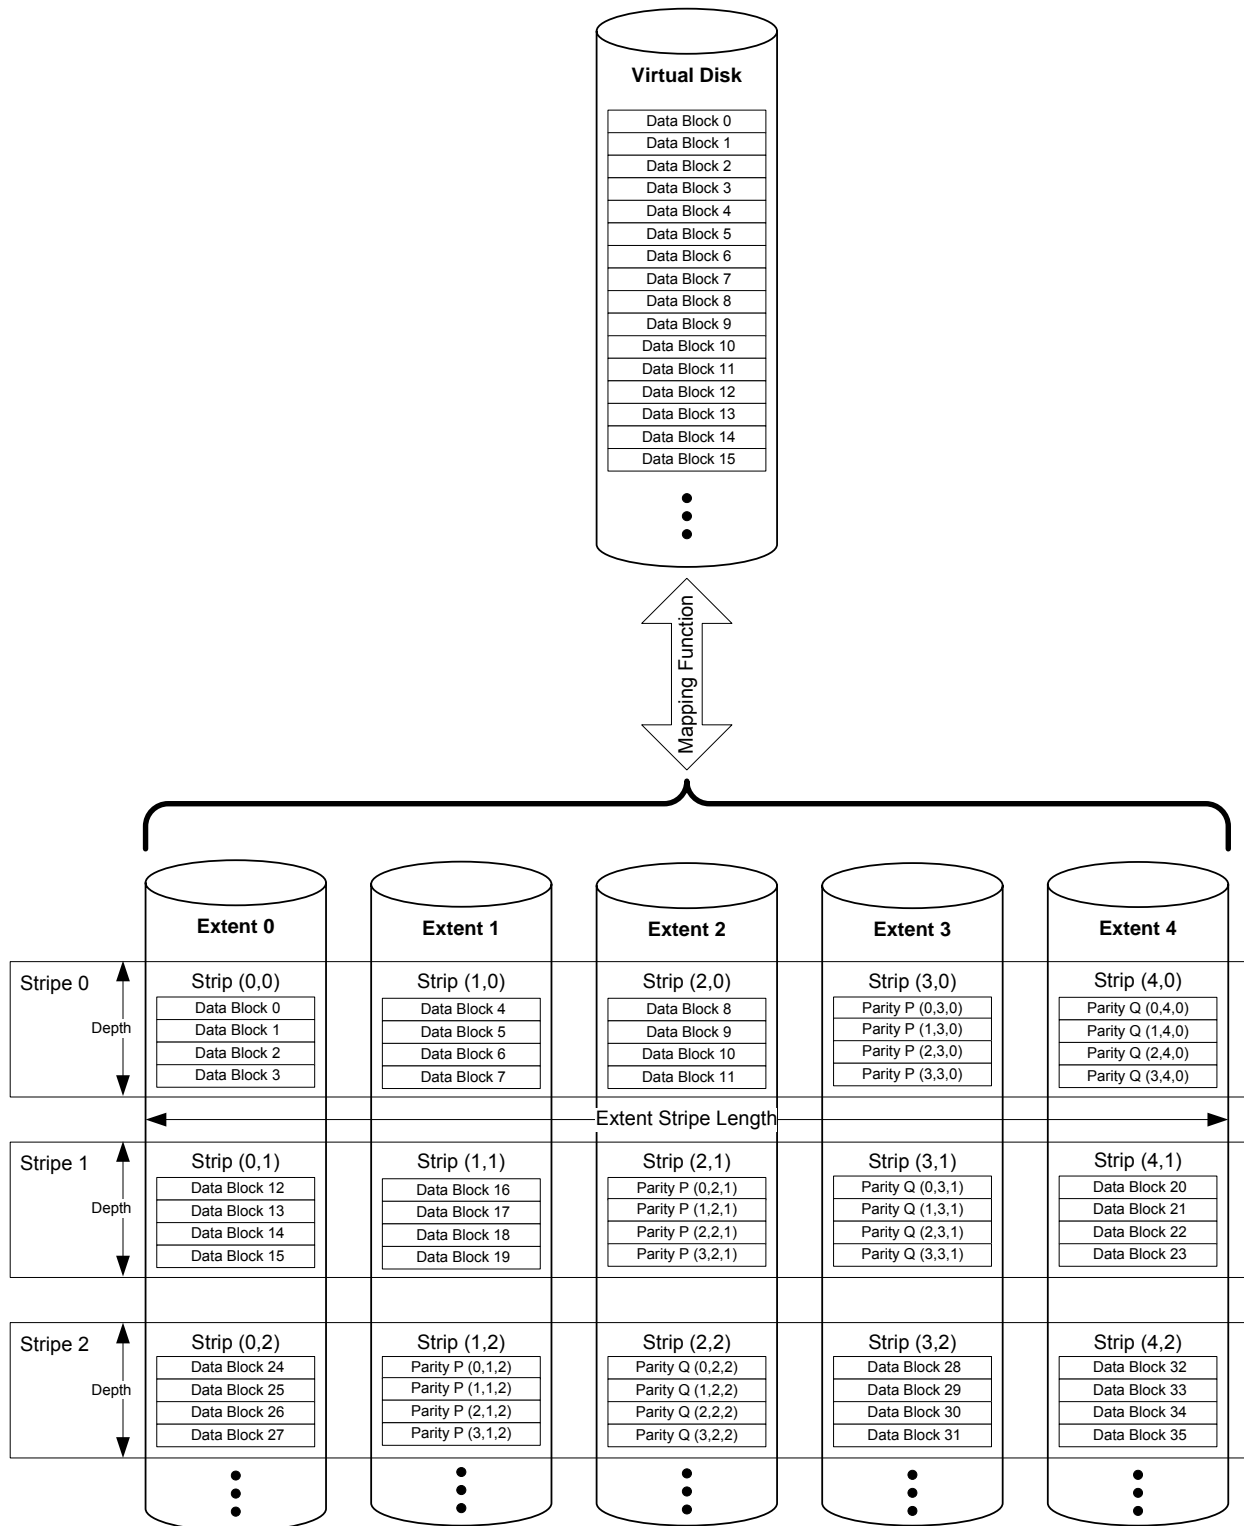 Virtual Disk
Data Block 0
Data Block 1
Data Block 2
Data Block 3
Data Block 4
Data Block 5
Data Block 6
Data Block 7
Data Block 8
Data Block 9
Data Block 10
Data Block 11
Data Block 12
Data Block 13
Data Block 14
Data Block 15
Mapping Function
Extent 0
Extent 1
Extent 2
Extent 3
Extent 4
Stripe 0
Depth
Strip (0,0)
Data Block 0
Data Block 1
Data Block 2
Data Block 3
Strip (1,0)
Data Block 4
Data Block 5
Data Block 6
Data Block 7
Strip (2,0)
Data Block 8
Data Block 9
Data Block 10
Data Block 11
Strip (3,0)
Parity P (0,3,0)
Parity P (1,3,0)
Parity P (2,3,0)
Parity P (3,3,0)
Strip (4,0)
Parity Q (0,4,0)
Parity Q (1,4,0)
Parity Q (2,4,0)
Parity Q (3,4,0)
Extent Stripe Length
Stripe 1
Depth
Strip (0,1)
Data Block 12
Data Block 13
Data Block 14
Data Block 15
Strip (1,1)
Data Block 16
Data Block 17
Data Block 18
Data Block 19
Strip (2,1)
Parity P (0,2,1)
Parity P (1,2,1)
Parity P (2,2,1)
Parity P (3,2,1)
Strip (3,1)
Parity Q (0,3,1)
Parity Q (1,3,1)
Parity Q (2,3,1)
Parity Q (3,3,1)
Strip (4,1)
Data Block 20
Data Block 21
Data Block 22
Data Block 23
Stripe 2
Depth
Strip (0,2)
Data Block 24
Data Block 25
Data Block 26
Data Block 27
Strip (1,2)
Parity P (0,1,2)
Parity P (1,1,2)
Parity P (2,1,2)
Parity P (3,1,2)
Strip (2,2)
Parity Q (0,2,2)
Parity Q (1,2,2)
Parity Q (2,2,2)
Parity Q (3,2,2)
Strip (3,2)
Data Block 28
Data Block 29
Data Block 30
Data Block 31
Strip (4,2)
Data Block 32
Data Block 33
Data Block 34
Data Block 35